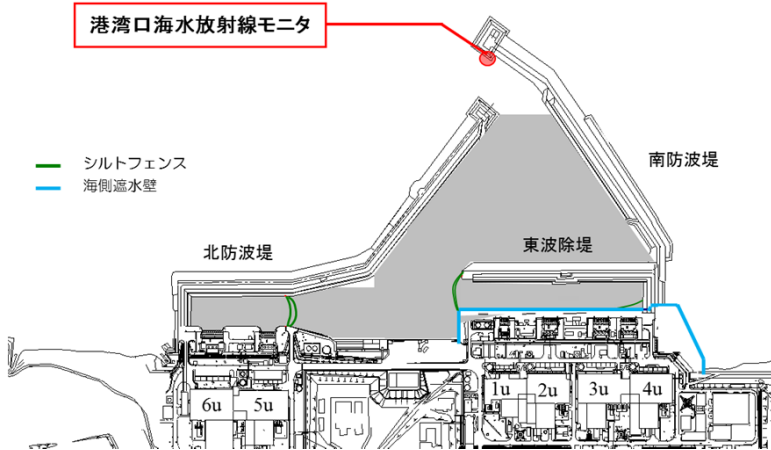 港湾口海水放射線モニタ
シルトフェンス
海側遮水壁
南防波堤
北防波堤
東波除堤
6u
5u
1u
2u
3u
4u